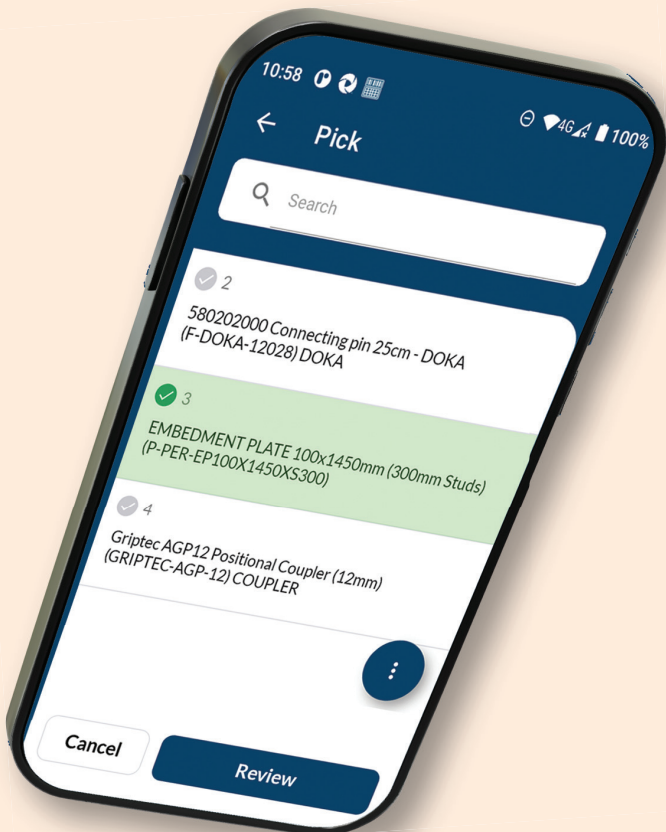 10:58
4G 100%
Pick
Search
2
580202000 Connecting pin 25cm - DOKA
(F-DOKA-12028) DOKA
3
EMBEDMENT PLATE 100x1450mm (300mm Studs)
(P-PER-EP100X1450XS300)
4
Griptec AGP12 Positional Coupler (12mm)
(GRIPTEC-AGP-12) COUPLER
Cancel
Review